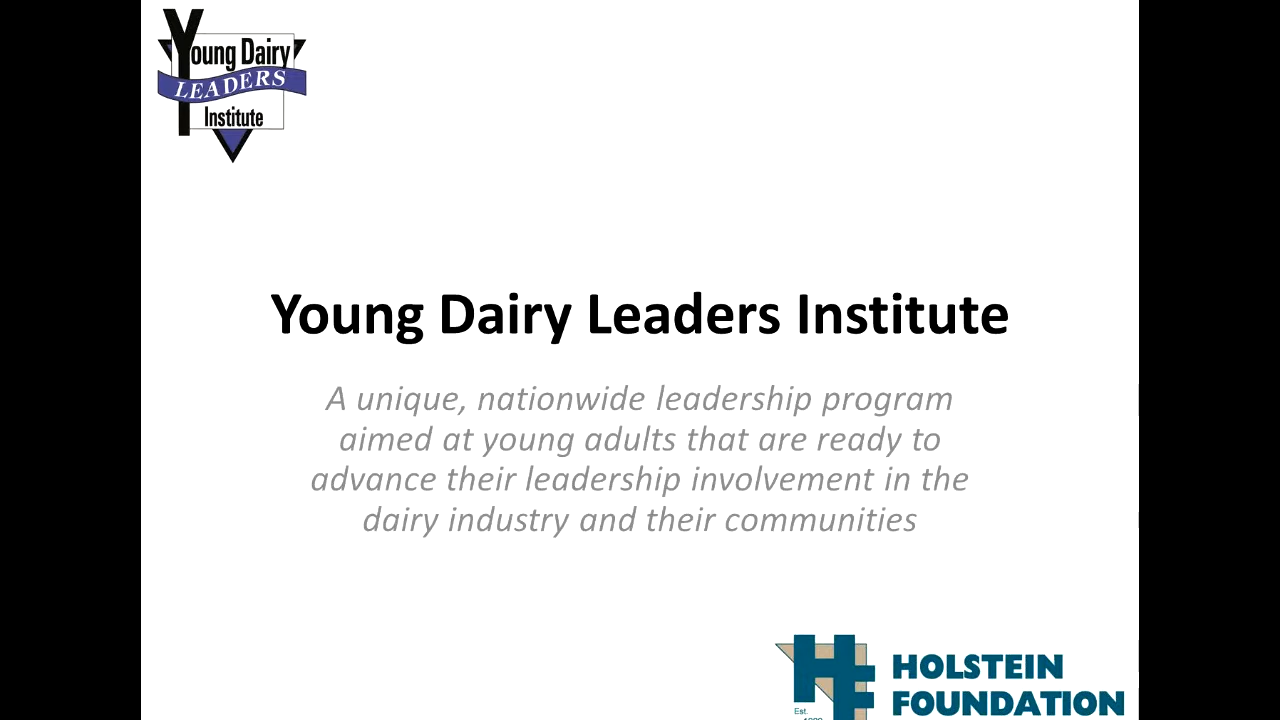 Young Dairy
LEADERS
Institute
Young Dairy Leaders Institute
A unique, nationwide leadership program
aimed at young adults that are ready to
advance their leadership involvement in the
dairy industry and their communities
HOLSTEIN
FOUNDATION
Est.